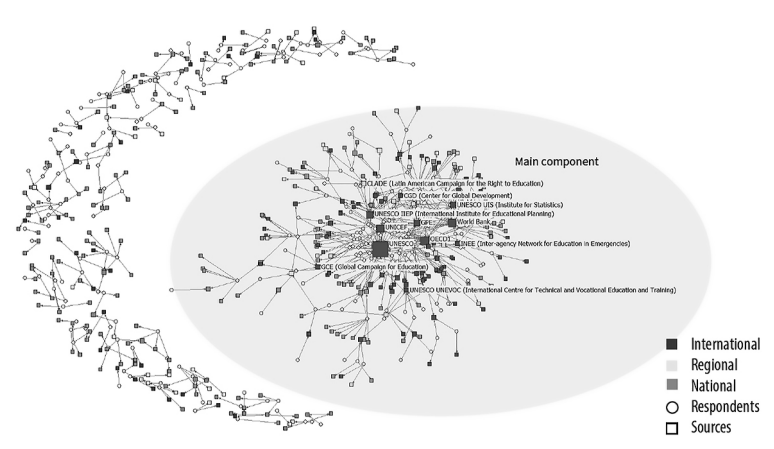 Main component
CLADE (Latin American Campaign for the Right to Education)
CGD (Center for Global Development)
UNESCO UIS (Institute for Statistics)
UNESCO IIEP (International Institute for Educational Planning)
GPE
World Bank
UNICEF
OECD
UNESCO
INEE (Inter-agency Network for Education in Emergencies)
GCE (Global Campaign for Education)
UNESCO UNEVOC (International Centre for Technical and Vocational Education and Training)
International
Regional
National
Respondents
Sources